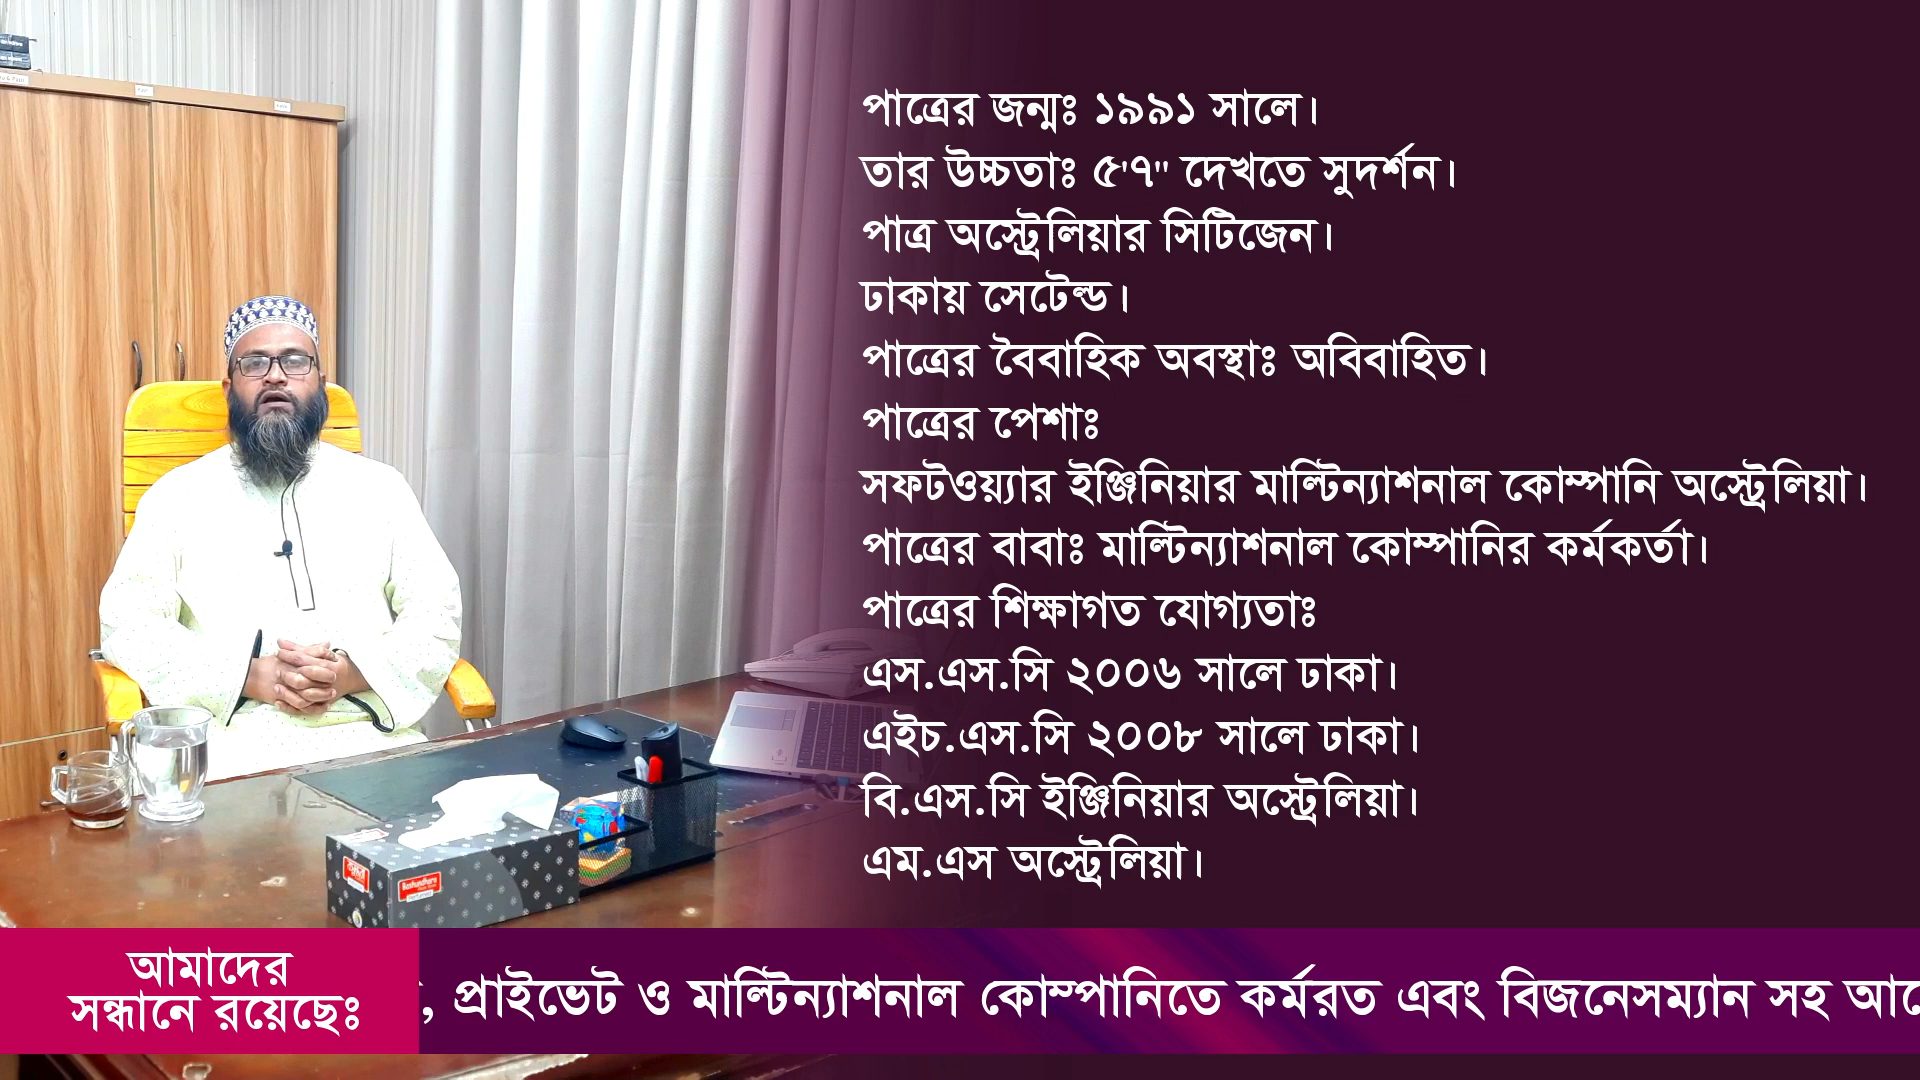 পাত্রের জন্মঃ ১৯৯১ সালে।
তার উচ্চতাঃ ৫'৭" দেখতে সুদর্শন।
পাত্র অস্ট্রেলিয়ার সিটিজেন।
ঢাকায় সেটেল্ড।
পাত্রের বৈবাহিক অবস্থাঃ অবিবাহিত।
পাত্রের পেশাঃ
সফটওয়্যার ইঞ্জিনিয়ার মাল্টিন্যাশনাল কোম্পানি অস্ট্রেলিয়া।
পাত্রের বাবাঃ মাল্টিন্যাশনাল কোম্পানির কর্মকর্তা।
পাত্রের শিক্ষাগত যোগ্যতাঃ
এস.এস.সি ২০০৬ সালে ঢাকা।
এইচ.এস.সি ২০০৮ সালে ঢাকা।
বি.এস.সি ইঞ্জিনিয়ার অস্ট্রেলিয়া।
এম.এস অস্ট্রেলিয়া।
Bashundhara
আমাদের
সন্ধানে রয়েছেঃ
, প্রাইভেট ও মাল্টিন্যাশনাল কোম্পানিতে কর্মরত এবং বিজনেসম্যান সহ